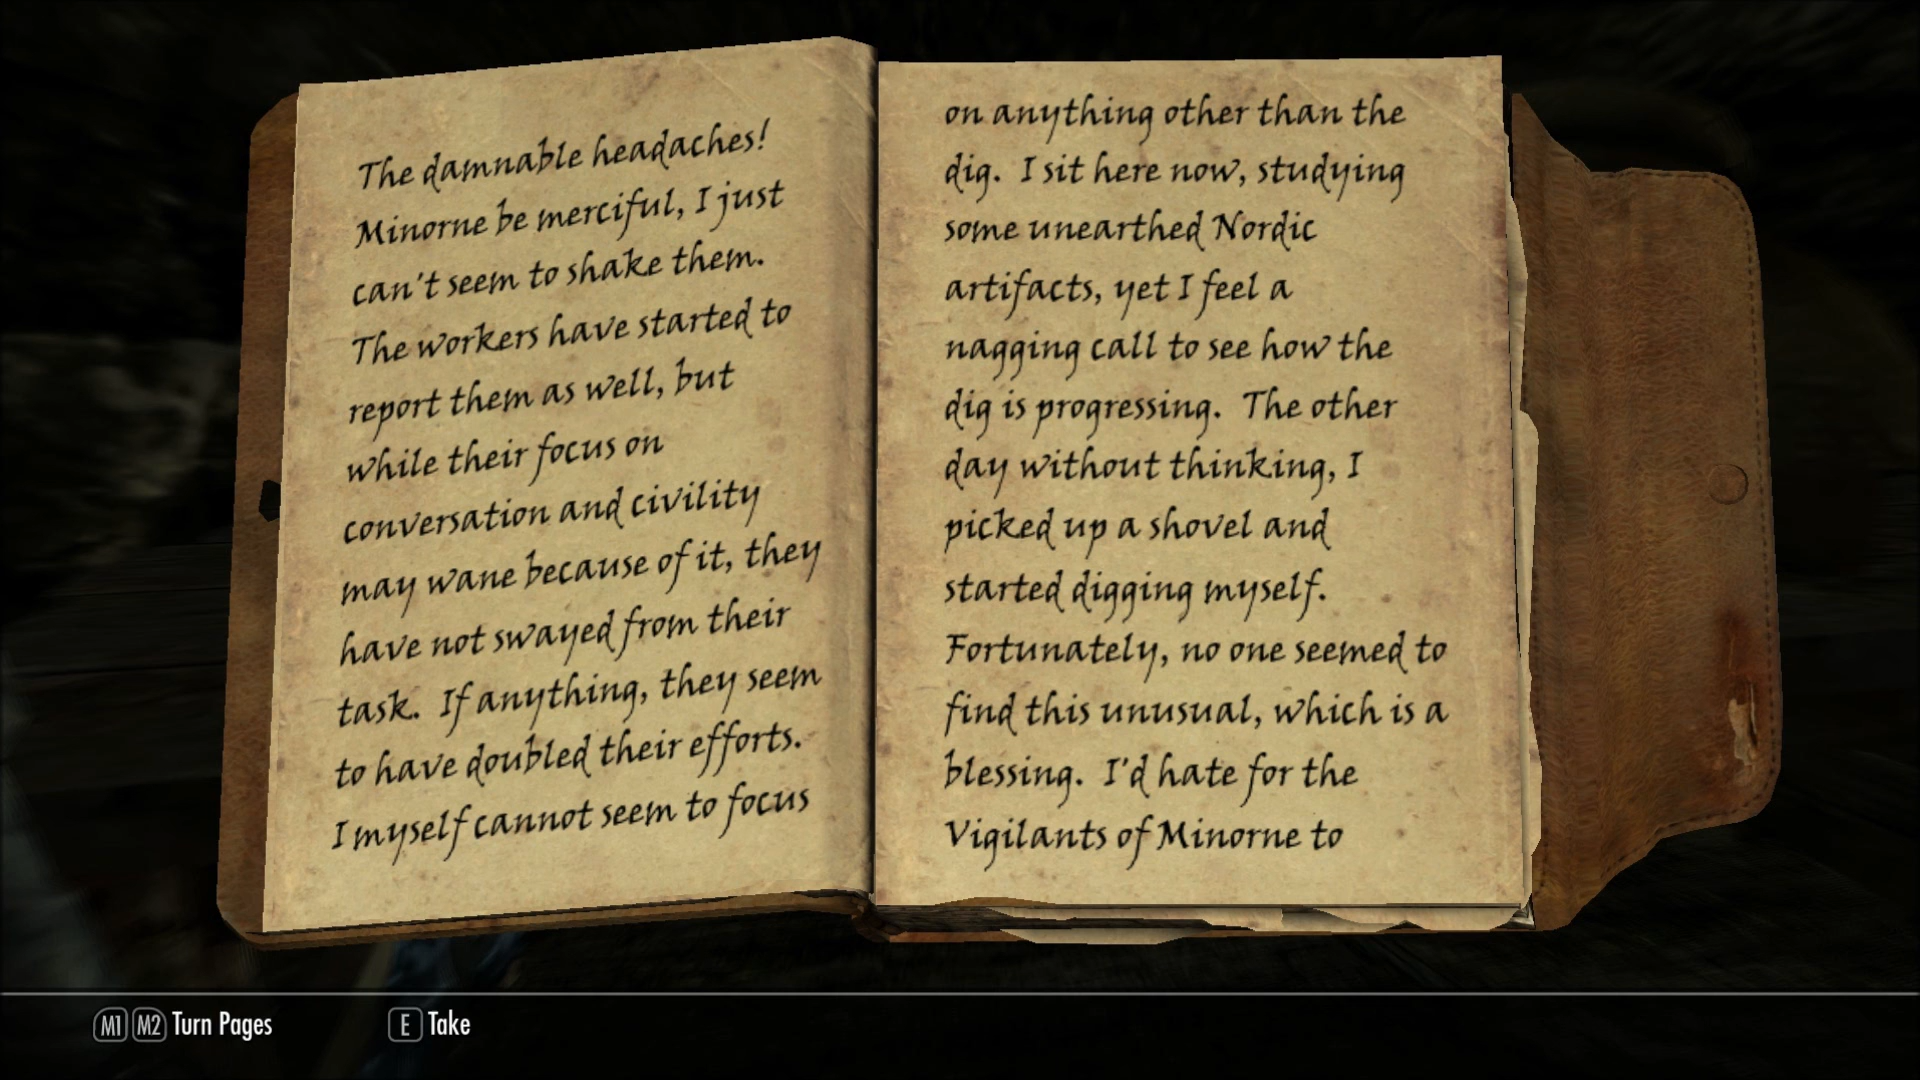 The damnable headaches!
Minorne be merciful, I just
can't seem to shake them.
The workers have started to
report them as well, but
while their focus on
conversation and civility
may wane because of it, they
have not swayed from their
task. If anything, they seem
to have doubled their efforts.
I myself cannot seem to focus
on anything other than the
dig. I sit here now, studying
some unearthed Nordic
artifacts, yet I feel a
nagging call to see how the
dig is progressing. The other
day without thinking, I
picked up a shovel and
started digging myself.
Fortunately, no one seemed to
find this unusual, which is a
blessing. I'd hate for the
Vigilants of Minorne to
M1 M2 Turn Pages
E Take